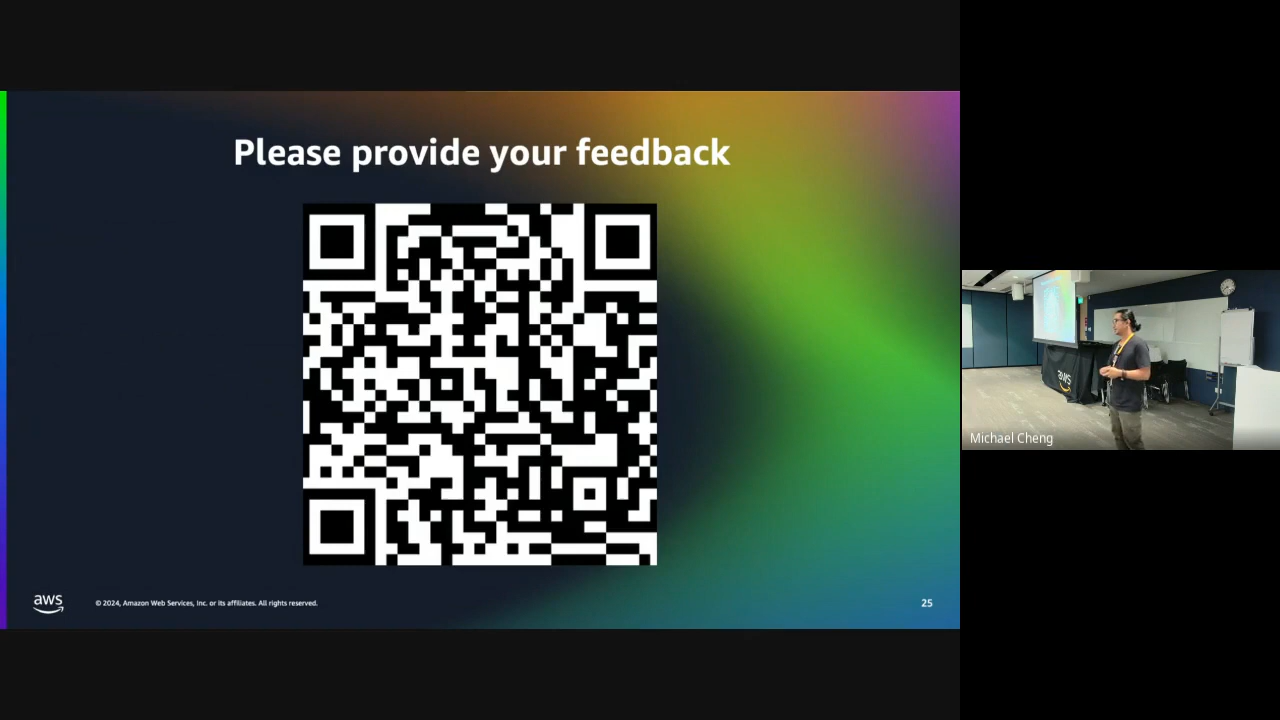 Please provide your feedback
aws
© 2024, Amazon Web Services, Inc. or its affiliates. All rights reserved.
25
aws
Michael Cheng